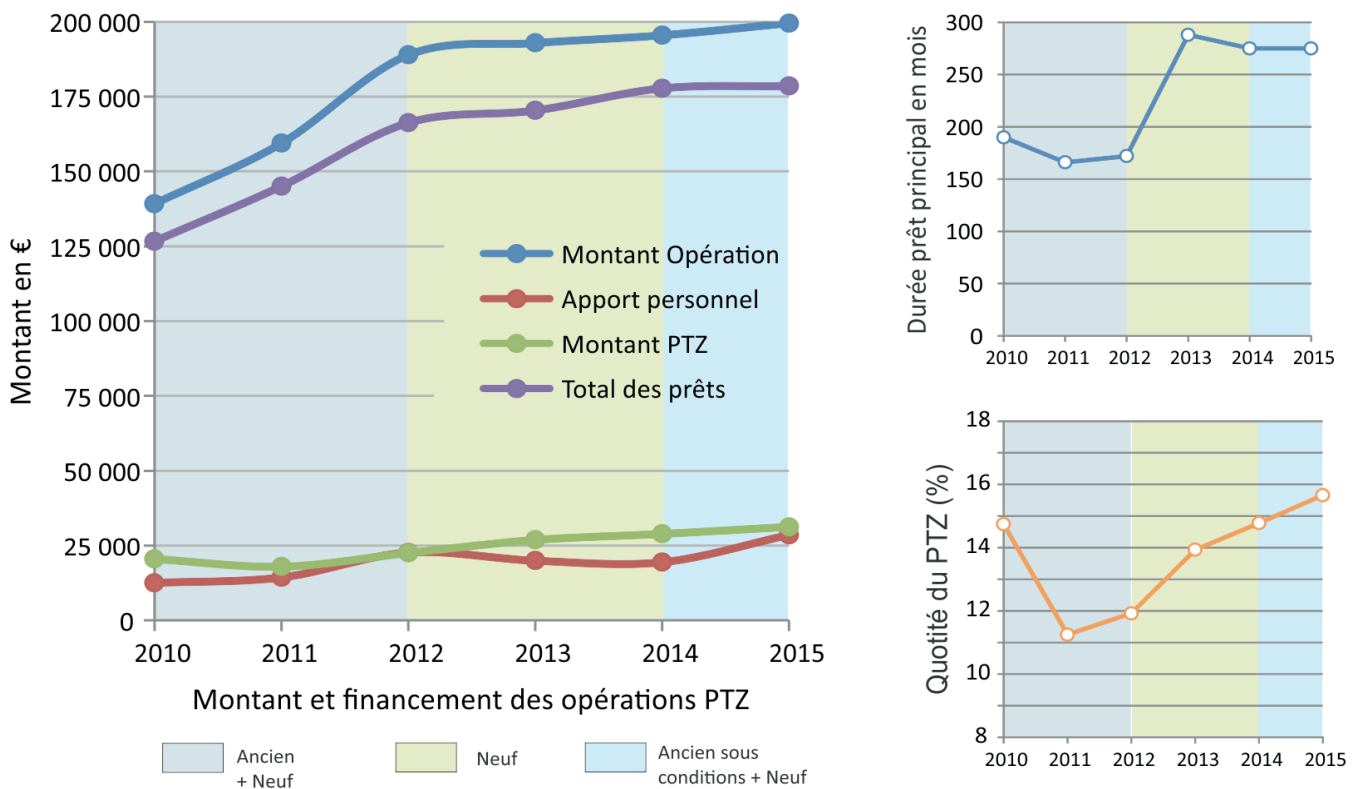 200 000
175 000
150 000
125 000
100 000
75 000
50 000
25 000
0
Montant en €
Montant Opération
Apport personnel
Montant PTZ
Total des prêts
2010 2011 2012 2013 2014 2015
Montant et financement des opérations PTZ
Ancien
+ Neuf
Neuf
Ancien sous
conditions + Neuf
300
250
200
150
100
50
0
Durée prêt principal en mois
2010 2011 2012 2013 2014 2015
18
16
14
12
10
8
Quotité du PTZ (%)
2010 2011 2012 2013 2014 2015